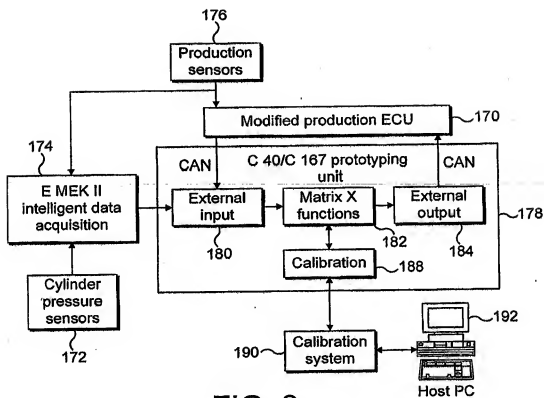 176
Production
sensors
Modified production ECU
170
174
E MEK II
intelligent data
acquisition
CAN
C 40/C 167 prototyping
unit
CAN
External
input
180
Matrix X
functions
182
External
output
184
178
Calibration
188
Cylinder
pressure
sensors
172
190
Calibration
system
192
Host PC